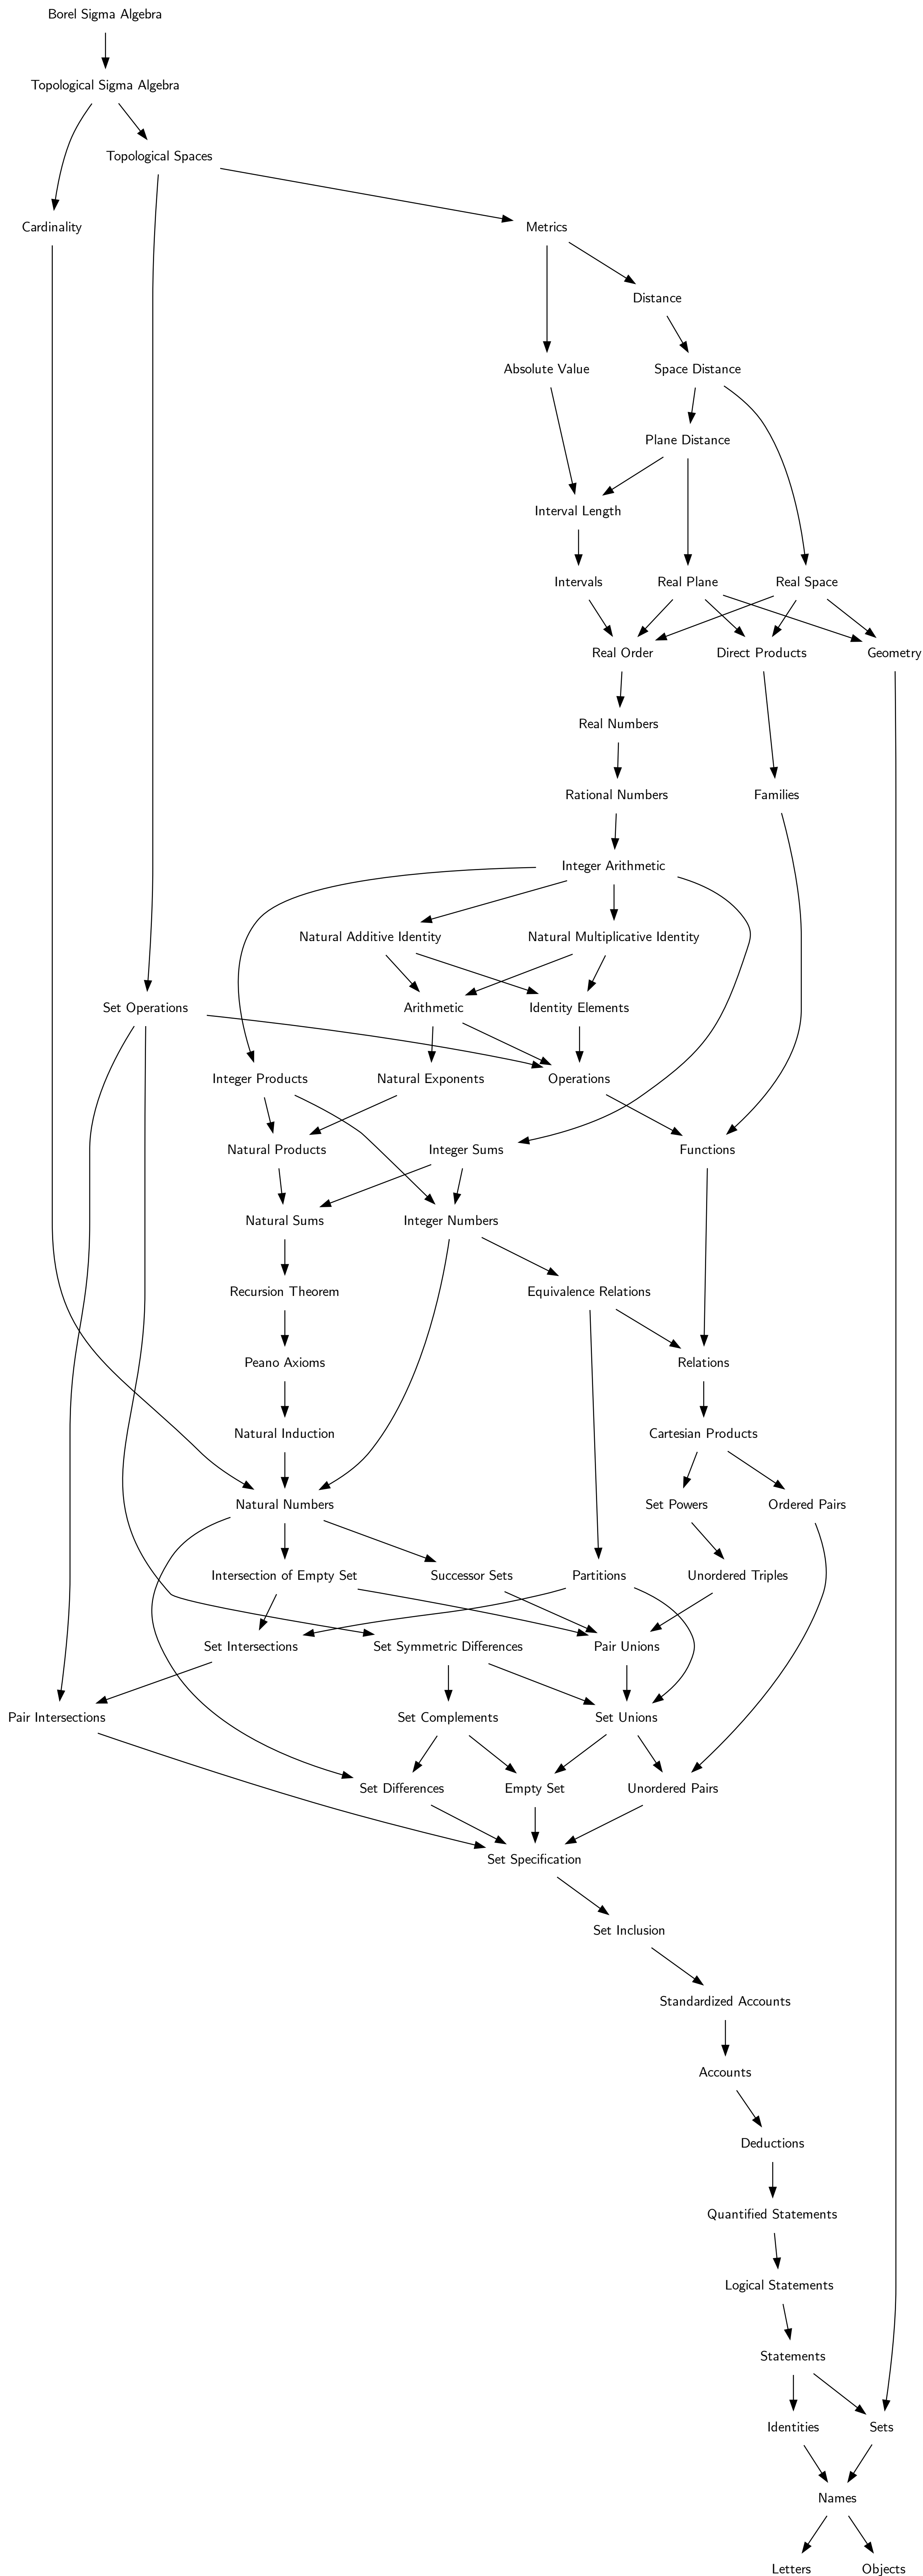 Borel Sigma Algebra
Topological Sigma Algebra
Topological Spaces
Cardinality
Metrics
Distance
Absolute Value
Space Distance
Plane Distance
Interval Length
Intervals
Real Plane
Real Space
Real Order
Direct Products
Geometry
Real Numbers
Rational Numbers
Families
Integer Arithmetic
Natural Additive Identity
Natural Multiplicative Identity
Set Operations
Arithmetic
Identity Elements
Integer Products
Natural Exponents
Operations
Natural Products
Integer Sums
Functions
Natural Sums
Integer Numbers
Recursion Theorem
Equivalence Relations
Peano Axioms
Relations
Natural Induction
Cartesian Products
Natural Numbers
Set Powers
Ordered Pairs
Intersection of Empty Set
Successor Sets
Partitions
Unordered Triples
Set Intersections
Set Symmetric Differences
Pair Unions
Pair Intersections
Set Complements
Set Unions
Set Differences
Empty Set
Unordered Pairs
Set Specification
Set Inclusion
Standardized Accounts
Accounts
Deductions
Quantified Statements
Logical Statements
Statements
Identities
Sets
Names
Letters
Objects